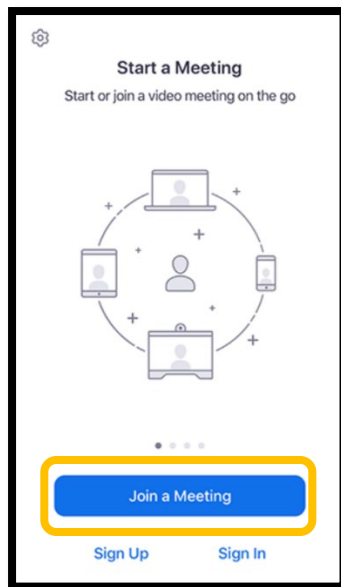 Start a Meeting
Start or join a video meeting on the go
Join a Meeting
Sign Up Sign In